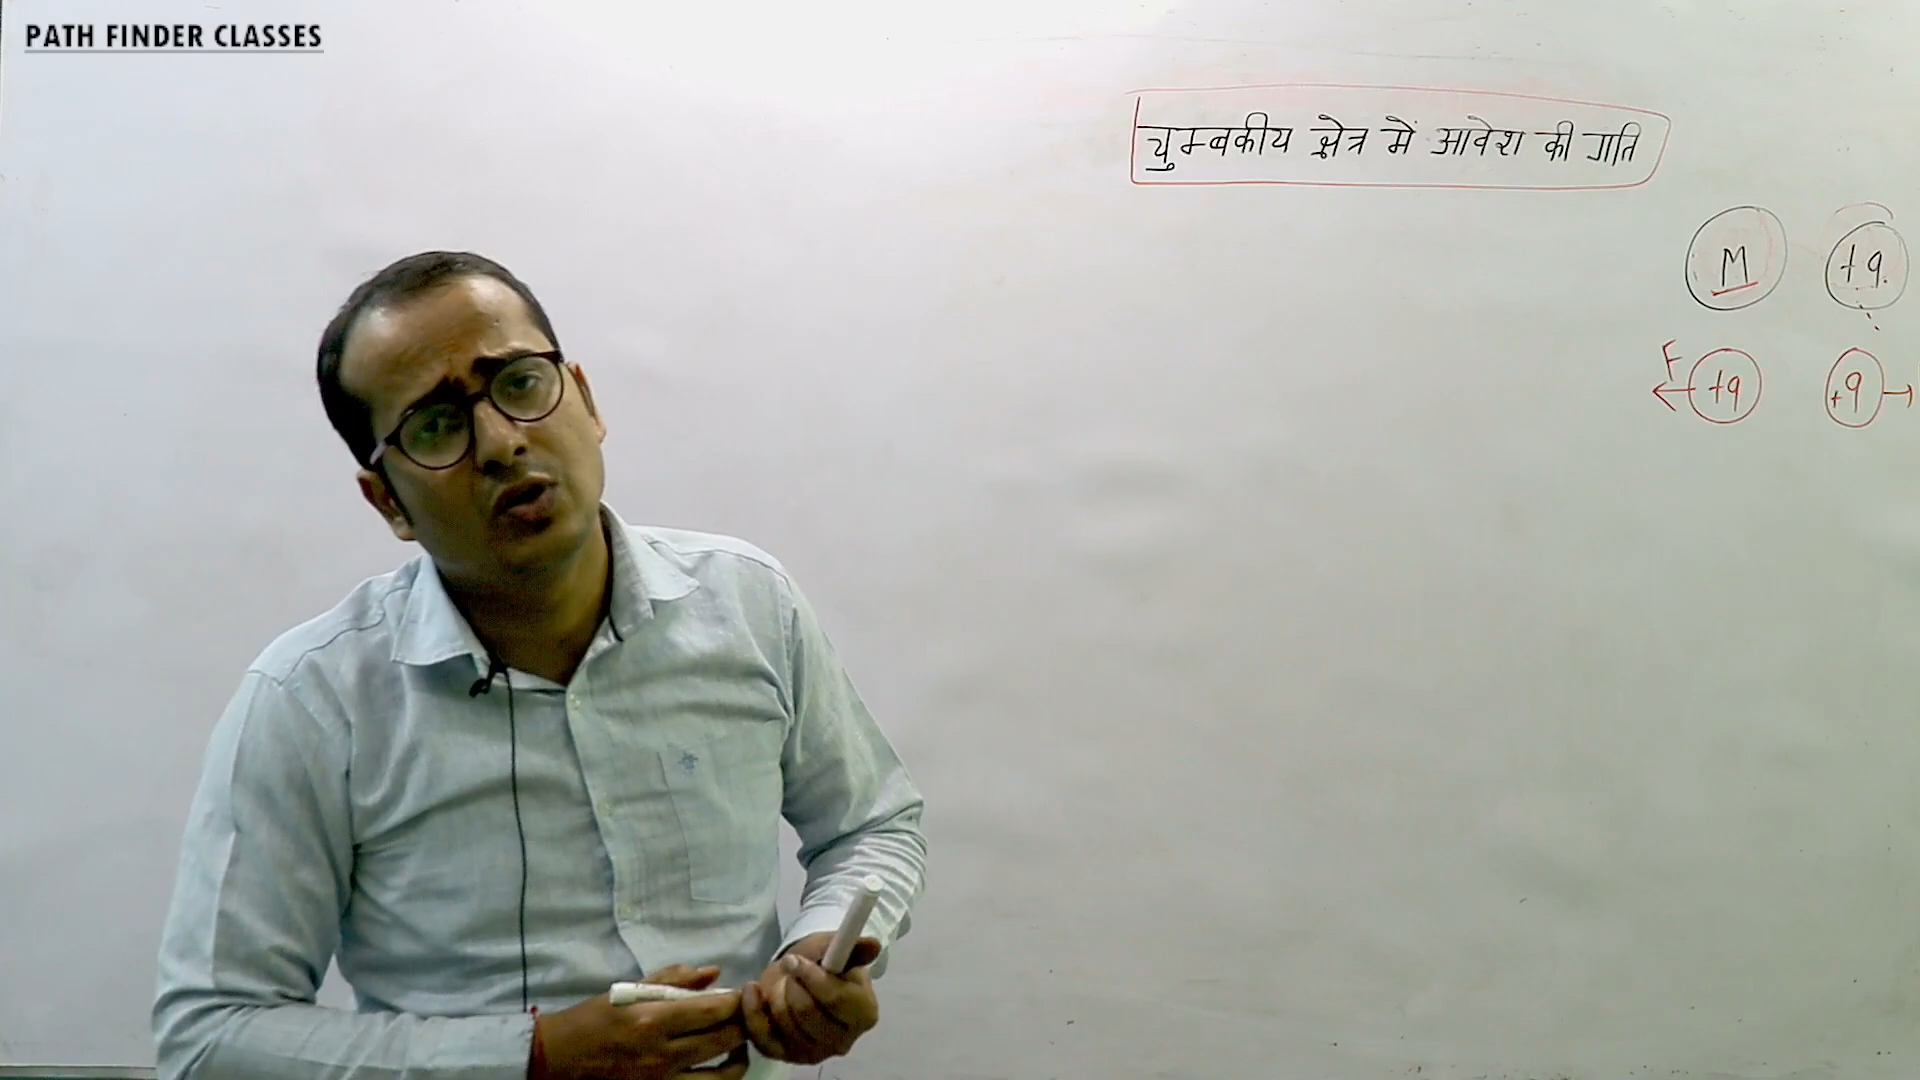 PATH FINDER CLASSES
चुम्बकीय क्षेत्र में आवेश की गति
M +q
F +q +q